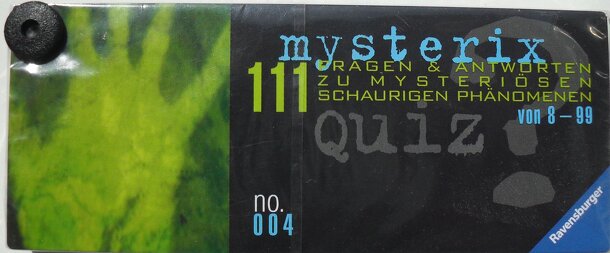 mysterix
111 FRAGEN & ANTWORTEN
ZU MYSTERIÖSEN
SCHAURIGEN PHÄNOMENEN
von 8 – 99
Quiz?
no.
004
Ravensburger